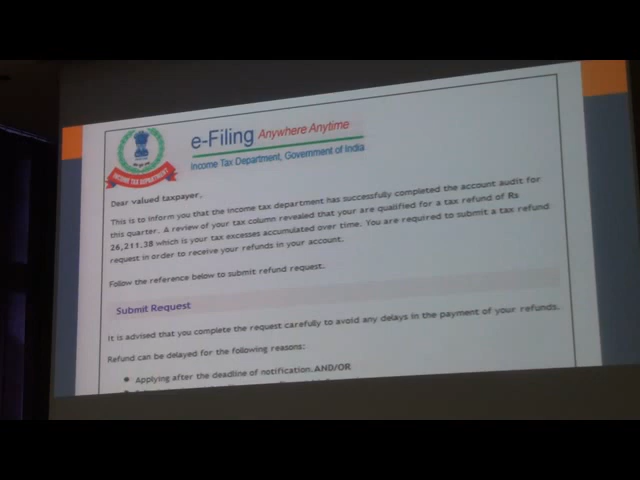 e-Filing Anywhere Anytime
Income Tax Department, Government of India
INCOME TAX DEPARTMENT
Dear valued taxpayer,
This is to inform you that the income tax department has successfully completed the account audit for
this quarter. A review of your tax column revealed that your are qualified for a tax refund of Rs
26,211.38 which is your tax excesses accumulated over time. You are required to submit a tax refund
request in order to receive your refunds in your account.
Follow the reference below to submit refund request.
Submit Request
It is advised that you complete the request carefully to avoid any delays in the payment of your refunds.
Refund can be delayed for the following reasons:
Applying after the deadline of notification.AND/OR